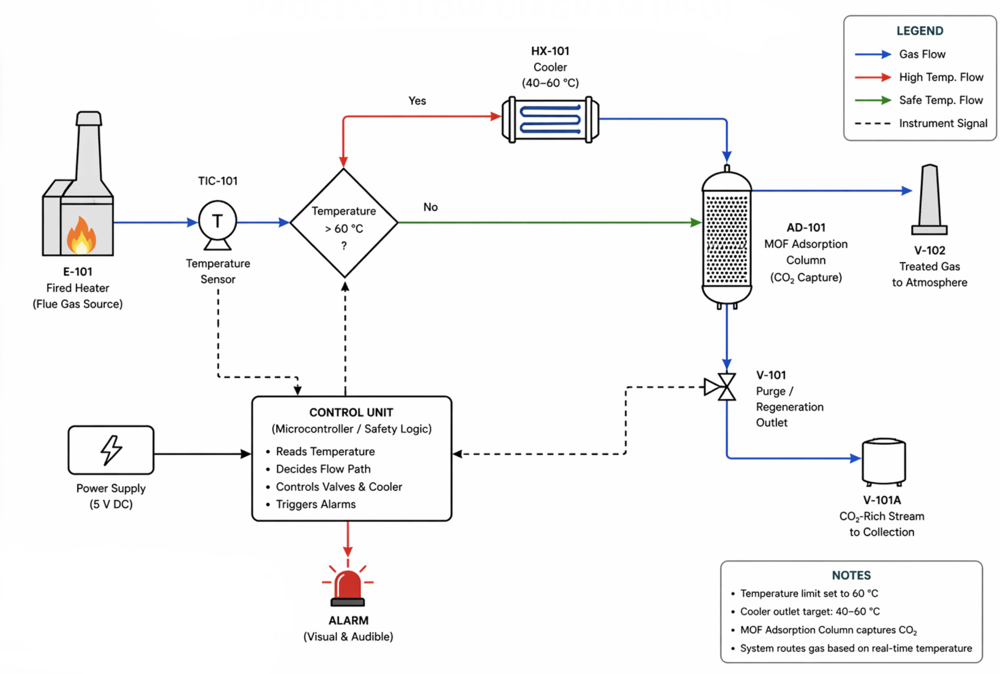 PROCESS FLOW DIAGRAM (PFD)
LEGEND
Gas Flow
High Temp. Flow
Safe Temp. Flow
Instrument Signal
HX-101
Cooler
(40–60 °C)
Yes
No
TIC-101
T
Temperature
Sensor
Temperature
> 60 °C
?
E-101
Fired Heater
(Flue Gas Source)
AD-101
MOF Adsorption
Column
(CO₂ Capture)
V-102
Treated Gas
to Atmosphere
V-101
Purge /
Regeneration
Outlet
CONTROL UNIT
(Microcontroller / Safety Logic)
• Reads Temperature
• Decides Flow Path
• Controls Valves & Cooler
• Triggers Alarms
Power Supply
(5 V DC)
V-101A
CO₂-Rich Stream
to Collection
ALARM
(Visual & Audible)
NOTES
• Temperature limit set to 60 °C
• Cooler outlet target: 40–60 °C
• MOF Adsorption Column captures CO₂
• System routes gas based on real-time temperature